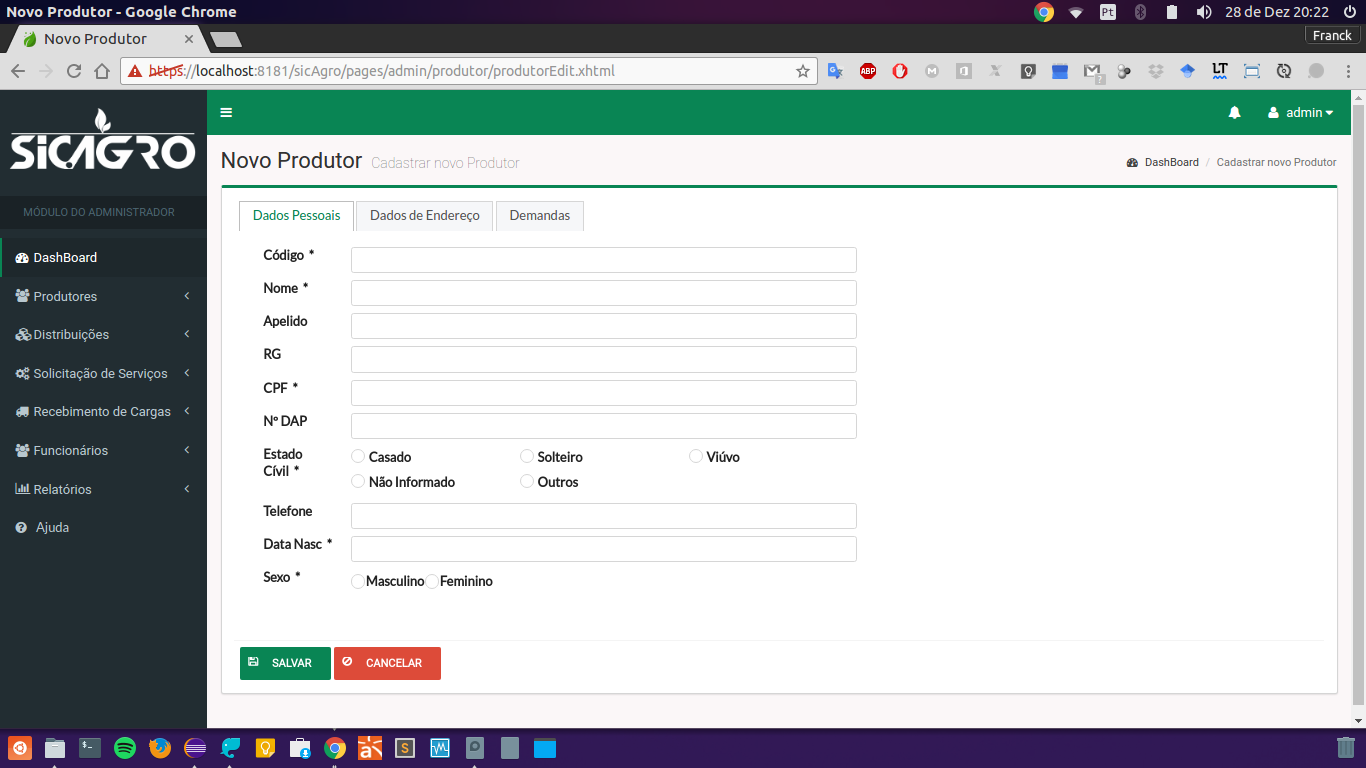 Novo Produtor - Google Chrome
Pt
28 de Dez 20:22
Novo Produtor
Franck
https://localhost:8181/sicAgro/pages/admin/produtor/produtorEdit.xhtml
ABP
M
LT
?
SiCAGRO
admin
Novo Produtor Cadastrar novo Produtor
DashBoard / Cadastrar novo Produtor
MÓDULO DO ADMINISTRADOR
DashBoard
Produtores
Distribuições
Solicitação de Serviços
Recebimento de Cargas
Funcionários
Relatórios
Ajuda
Dados Pessoais
Dados de Endereço
Demandas
Código *
Nome *
Apelido
RG
CPF *
Nº DAP
Estado
Cívil *
Casado
Solteiro
Viúvo
Não Informado
Outros
Telefone
Data Nasc *
Sexo *
Masculino
Feminino
SALVAR
CANCELAR